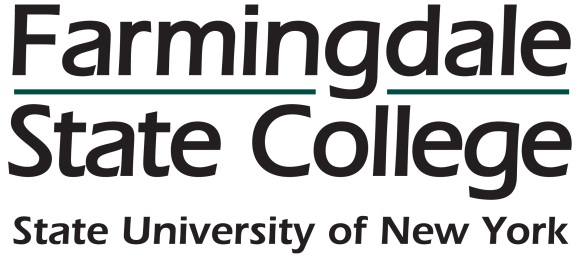 Farmingdale
State College
State University of New York